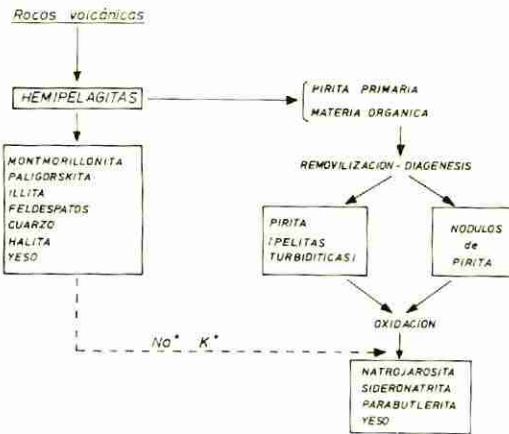 Rocas volcánicas
HEMIPELAGITAS
PIRITA PRIMARIA
MATERIA ORGANICA
MONTMORILLONITA
PALIGORSKITA
ILLITA
FELDESPATOS
CUARZO
HALITA
YESO
REMOVILIZACION-DIAGENESIS
PIRITA
(PELITAS
TURBIDITICAS)
NODULOS
de
PIRITA
OXIDACION
Na⁺ K⁺
NATROJAROSITA
SIDERONATRITA
PARABUTLERITA
YESO